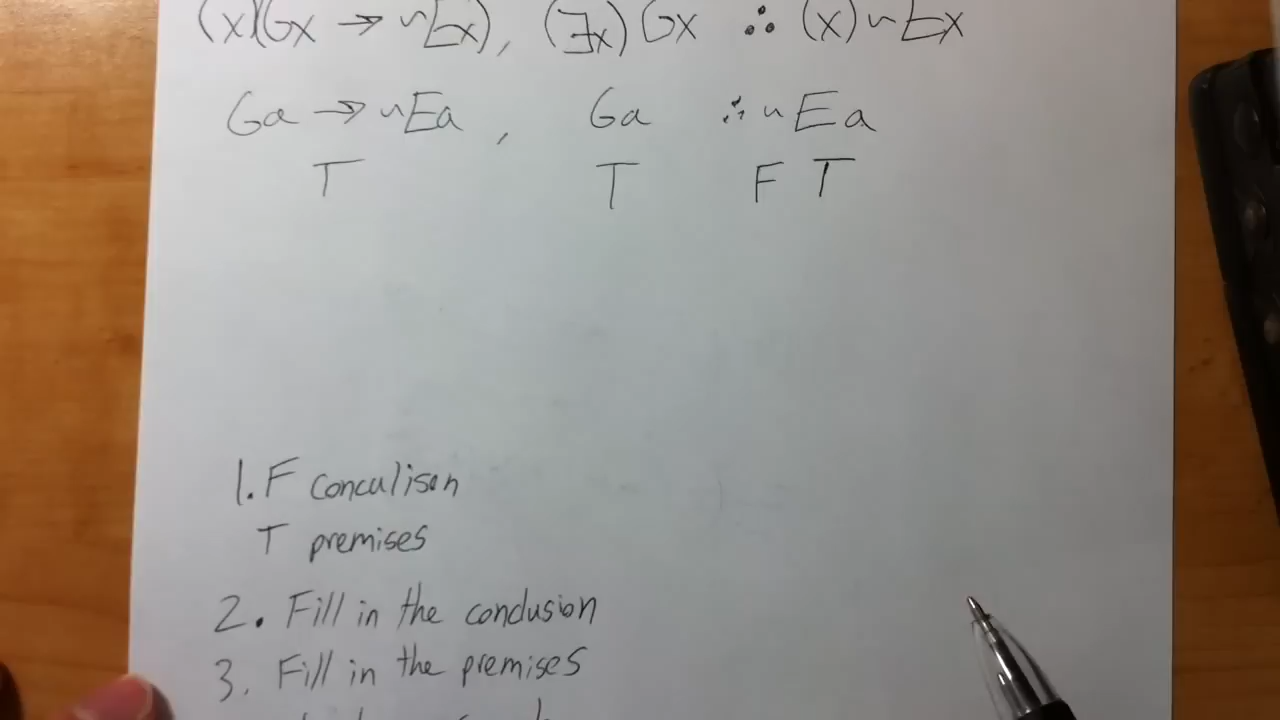 (x)(Gx → ~Ex), (∃x) Gx ∴ (x) ~Ex
Ga → ~Ea , Ga ∴ ~Ea
T T F T
1. F conculison
T premises
2. Fill in the conclusion
3. Fill in the premises